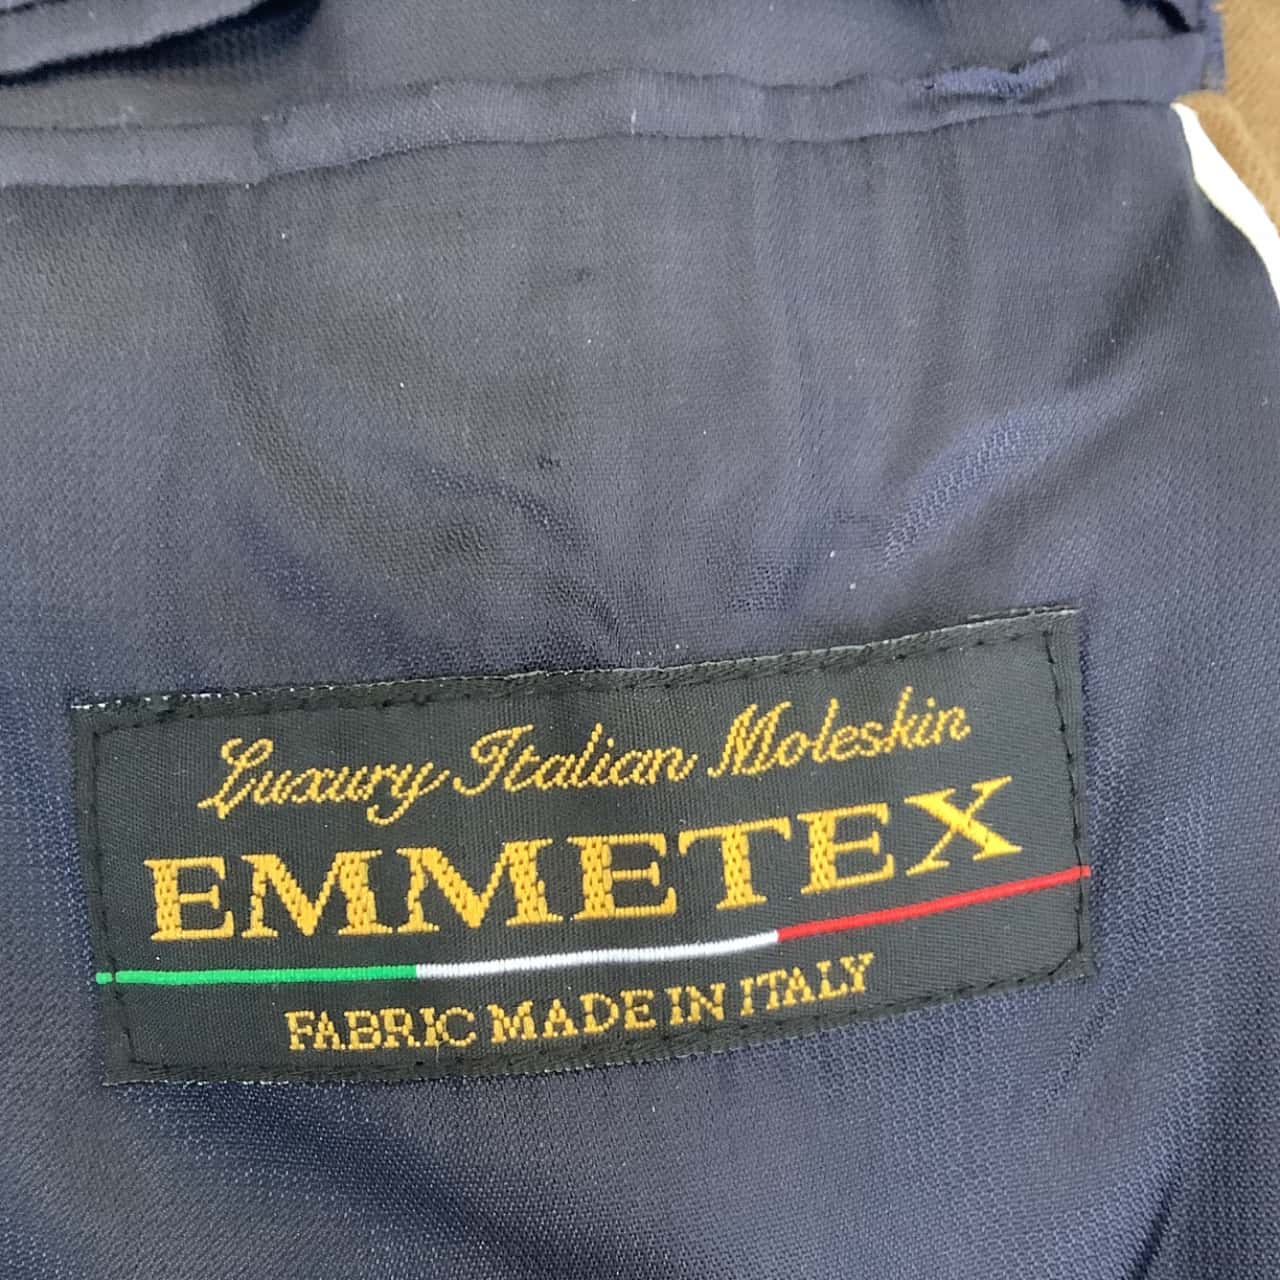 Luxury Italian Moleskin
EMMETEX
FABRIC MADE IN ITALY